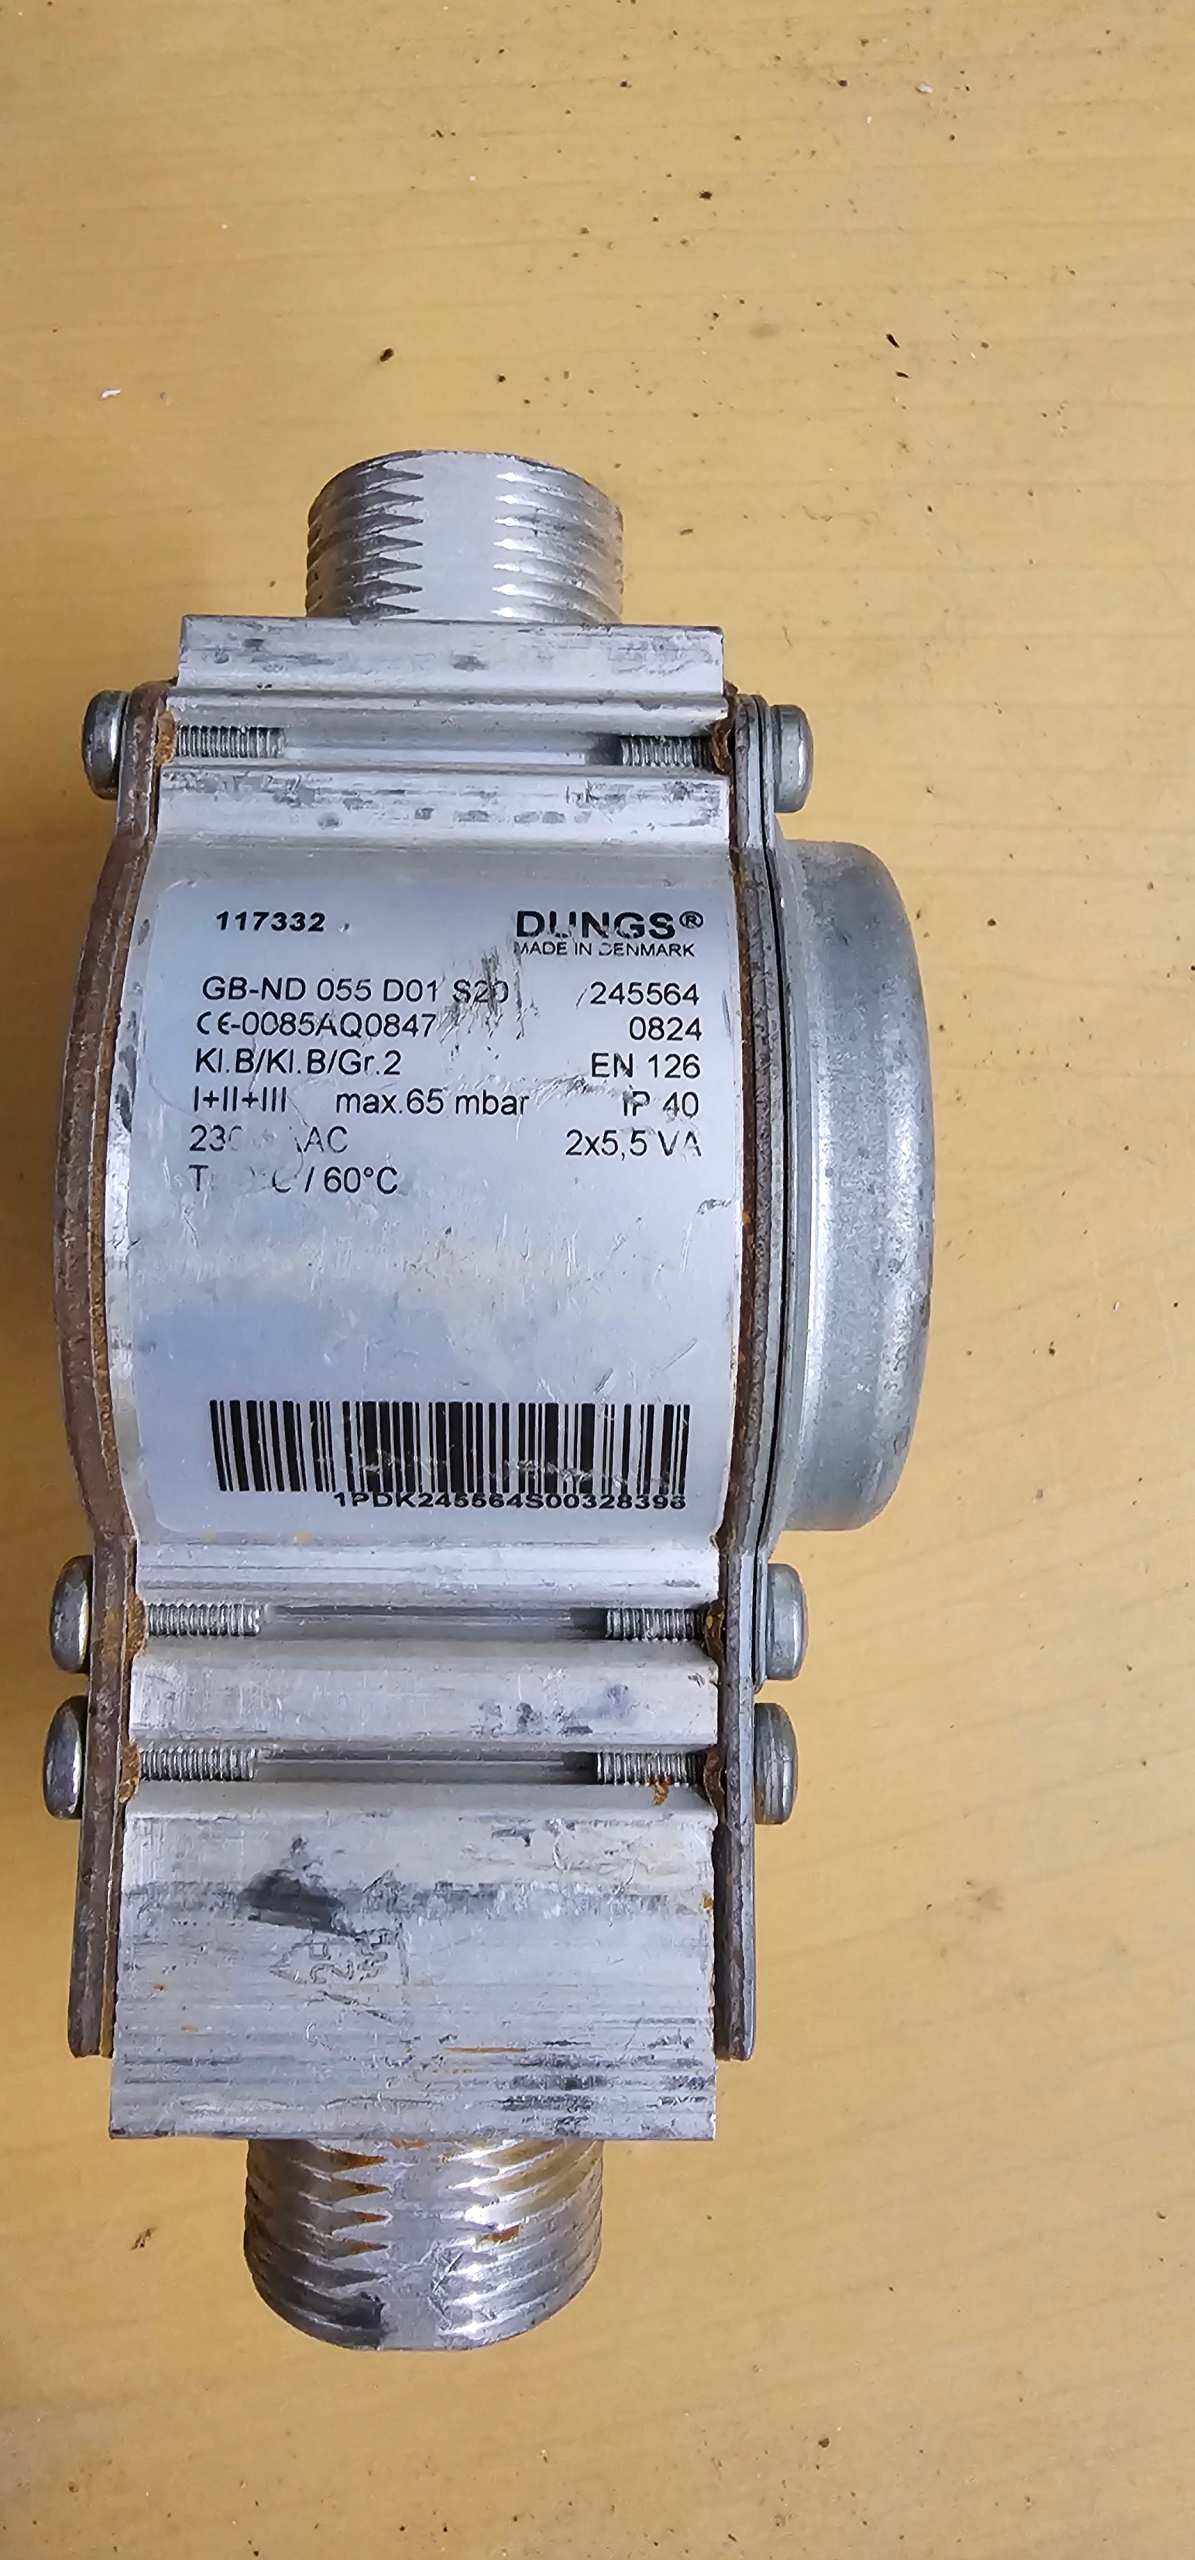 117332 DUNGS®
MADE IN DENMARK
GB-ND 055 D01 S20 245564
CE-0085AQ0847 0824
Kl.B/Kl.B/Gr.2 EN 126
I+II+III max.65 mbar IP 40
AC 2x5,5 VA
/ 60°C
1PDK245564S00328396